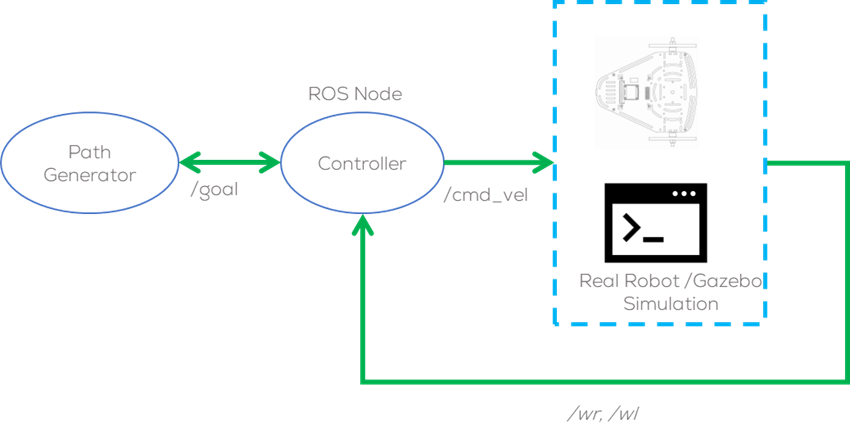 ROS Node
Path
Generator
/goal
Controller
/cmd_vel
Real Robot /Gazebo
Simulation
/wr, /wl